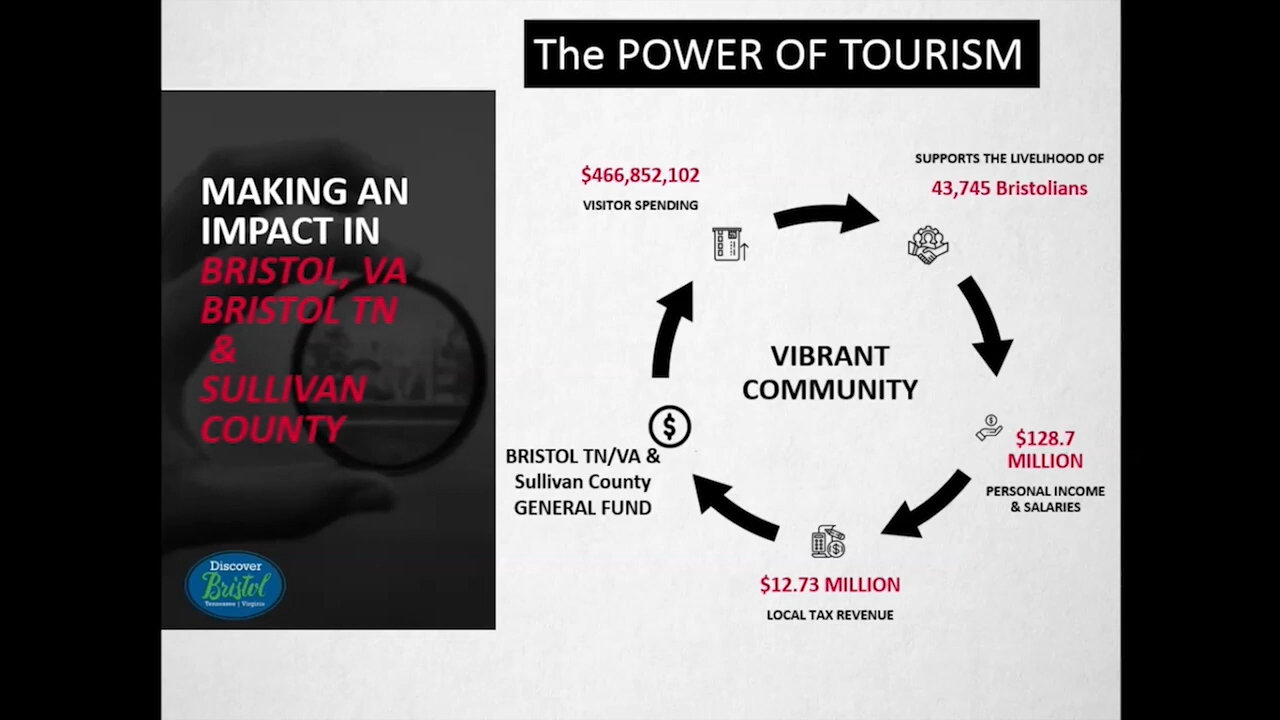 The POWER OF TOURISM
MAKING AN
IMPACT IN
BRISTOL, VA
BRISTOL TN
&
SULLIVAN
COUNTY
Discover
Bristol
Tennessee | Virginia
$466,852,102
VISITOR SPENDING
SUPPORTS THE LIVELIHOOD OF
43,745 Bristolians
VIBRANT
COMMUNITY
$128.7
MILLION
PERSONAL INCOME
& SALARIES
$12.73 MILLION
LOCAL TAX REVENUE
$
BRISTOL TN/VA &
Sullivan County
GENERAL FUND